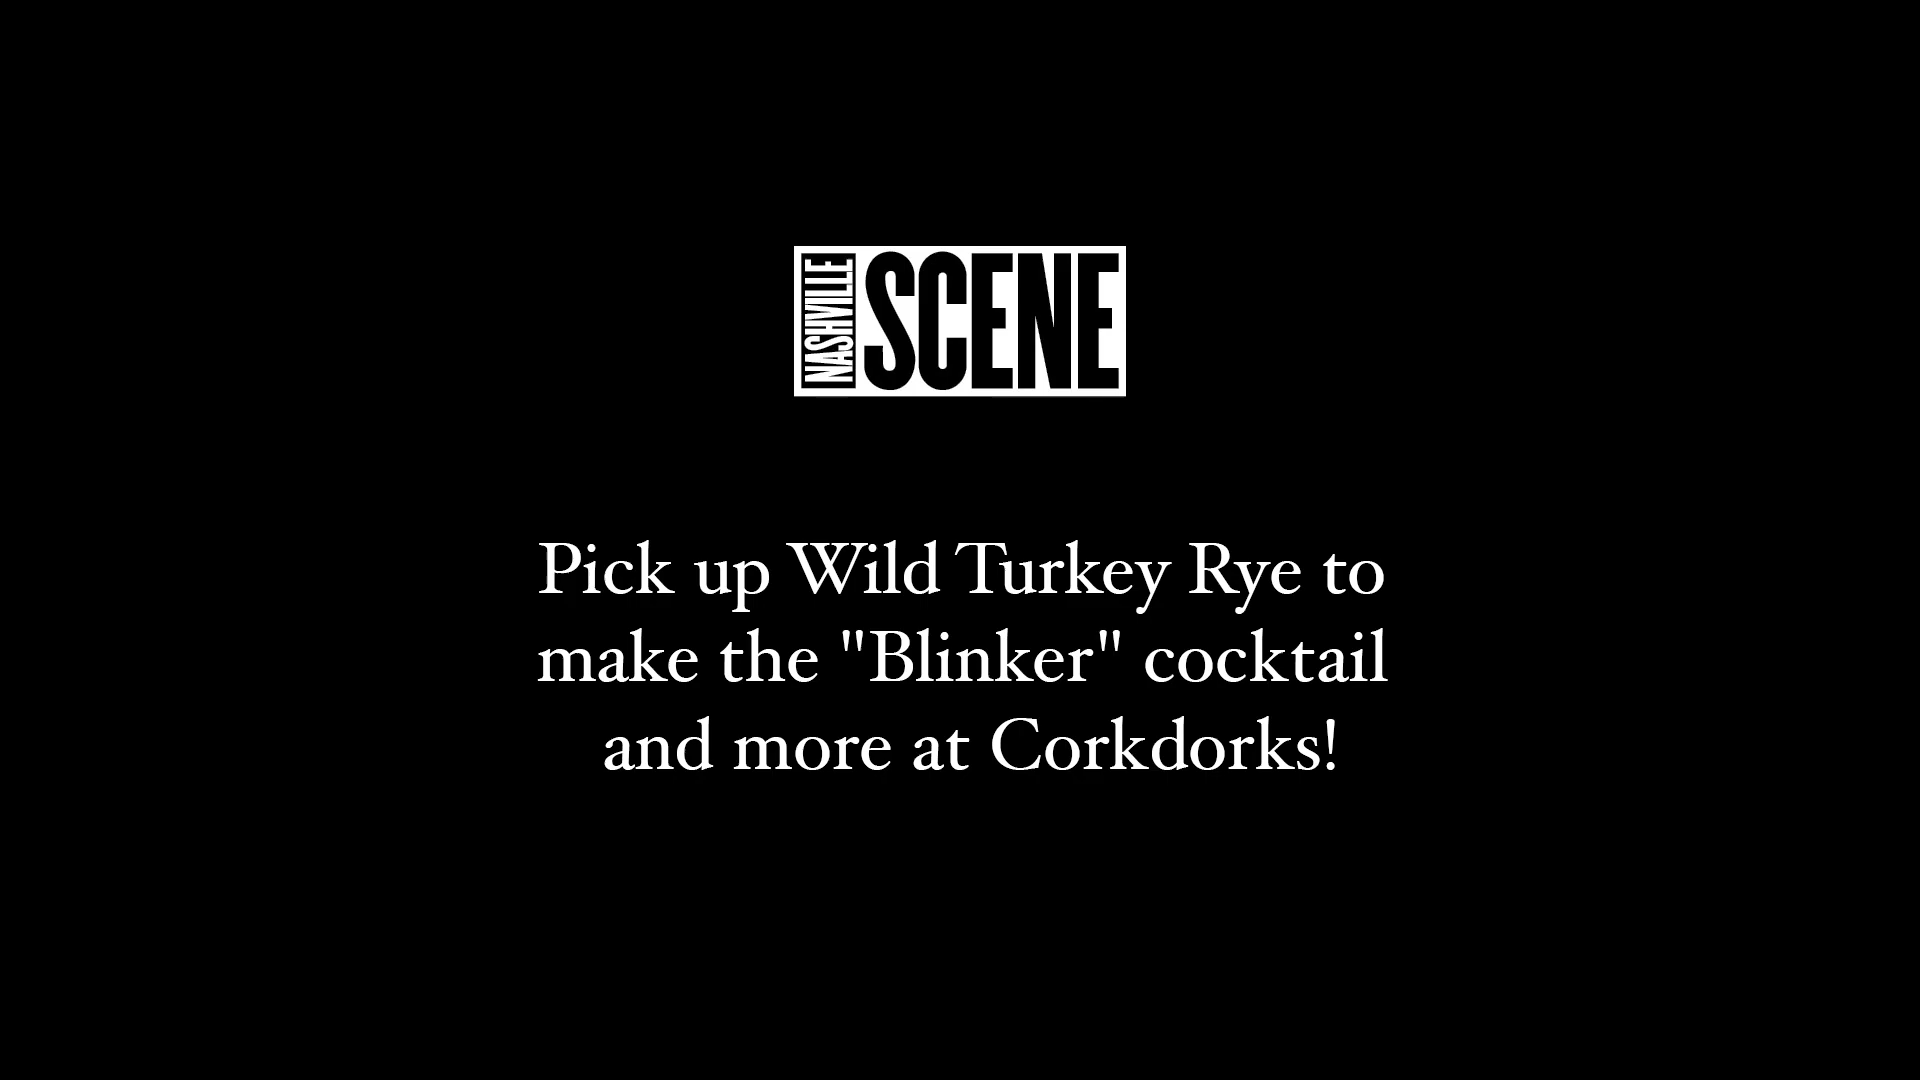 NASHVILLE SCENE
Pick up Wild Turkey Rye to
make the "Blinker" cocktail
and more at Corkdorks!